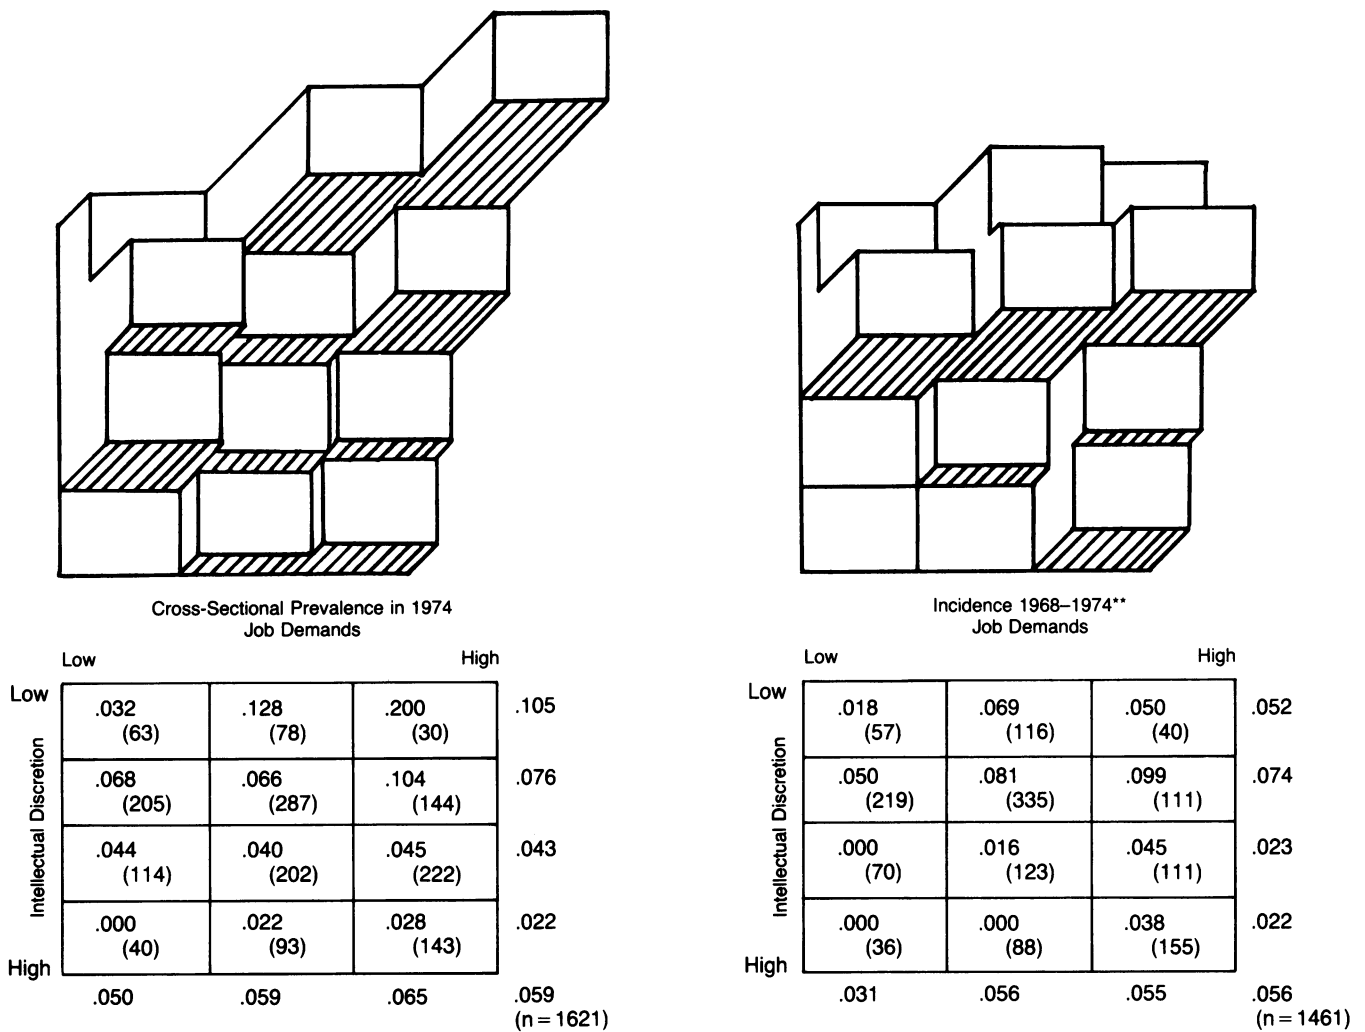 Cross-Sectional Prevalence in 1974
Job Demands
Low High
Low .032 .128 .200 .105
(63) (78) (30)
.068 .066 .104 .076
(205) (287) (144)
.044 .040 .045 .043
(114) (202) (222)
.000 .022 .028 .022
(40) (93) (143)
High
Intellectual Discretion
.050 .059 .065 .059
(n = 1621)
Incidence 1968–1974**
Job Demands
Low High
Low .018 .069 .050 .052
(57) (116) (40)
.050 .081 .099 .074
(219) (335) (111)
.000 .016 .045 .023
(70) (123) (111)
.000 .000 .038 .022
(36) (88) (155)
High
Intellectual Discretion
.031 .056 .055 .056
(n = 1461)